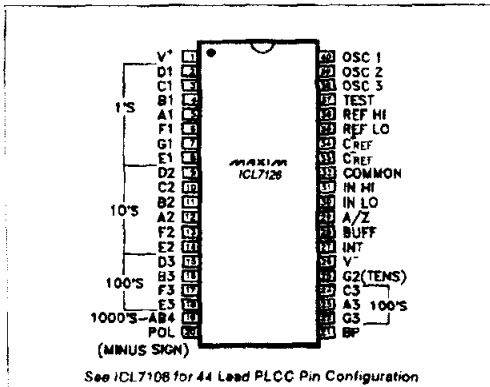 V+ 1 40 OSC 1
D1 2 39 OSC 2
C1 3 38 OSC 3
B1 4 37 TEST
1'S A1 5 36 REF HI
F1 6 35 REF LO
G1 7 34 C+REF
E1 8 33 C-REF
D2 9 MAXIM 32 COMMON
C2 10 ICL7126 31 IN HI
10'S B2 11 30 IN LO
A2 12 29 A/Z
F2 13 28 BUFF
E2 14 27 INT
D3 15 26 V-
100'S B3 16 25 G2(TENS)
F3 17 24 C3
E3 18 23 A3 100'S
1000'S-AB4 19 22 G3
POL 20 21 BP
(MINUS SIGN)
See ICL7106 for 44 Lead PLCC Pin Configuration